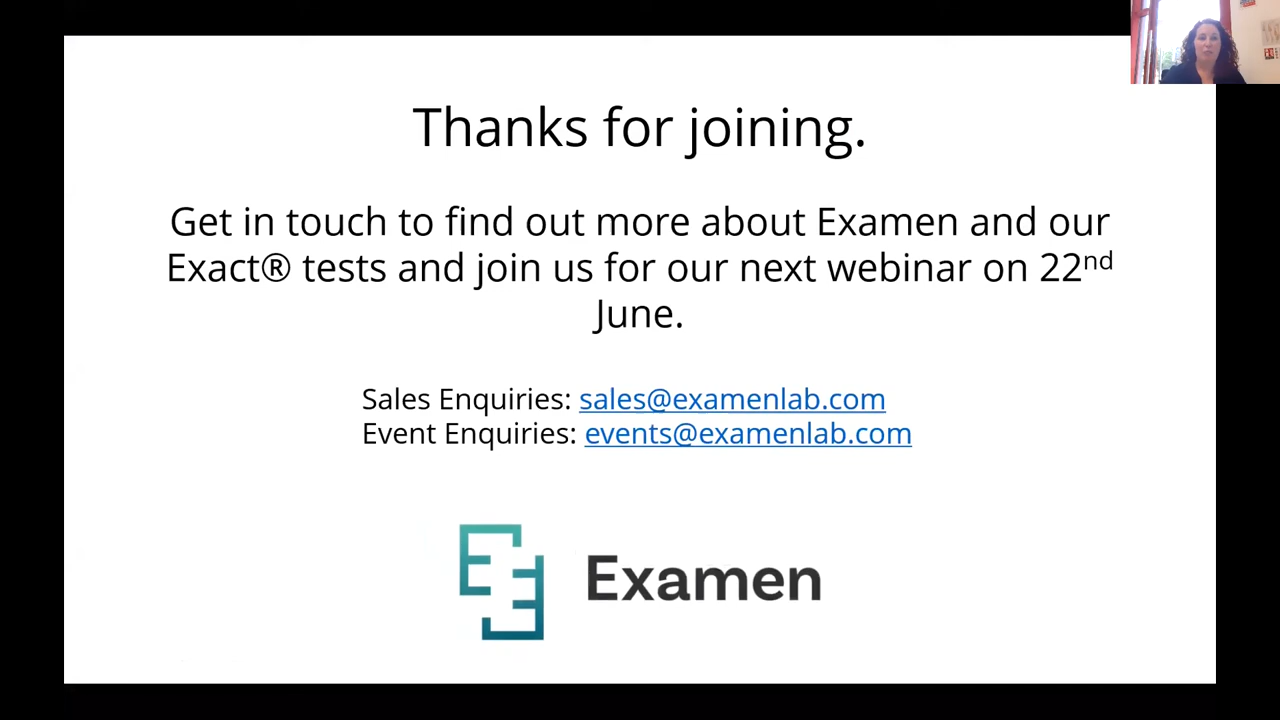 Thanks for joining.
Get in touch to find out more about Examen and our
Exact® tests and join us for our next webinar on 22nd
June.
Sales Enquiries: sales@examenlab.com
Event Enquiries: events@examenlab.com
Examen